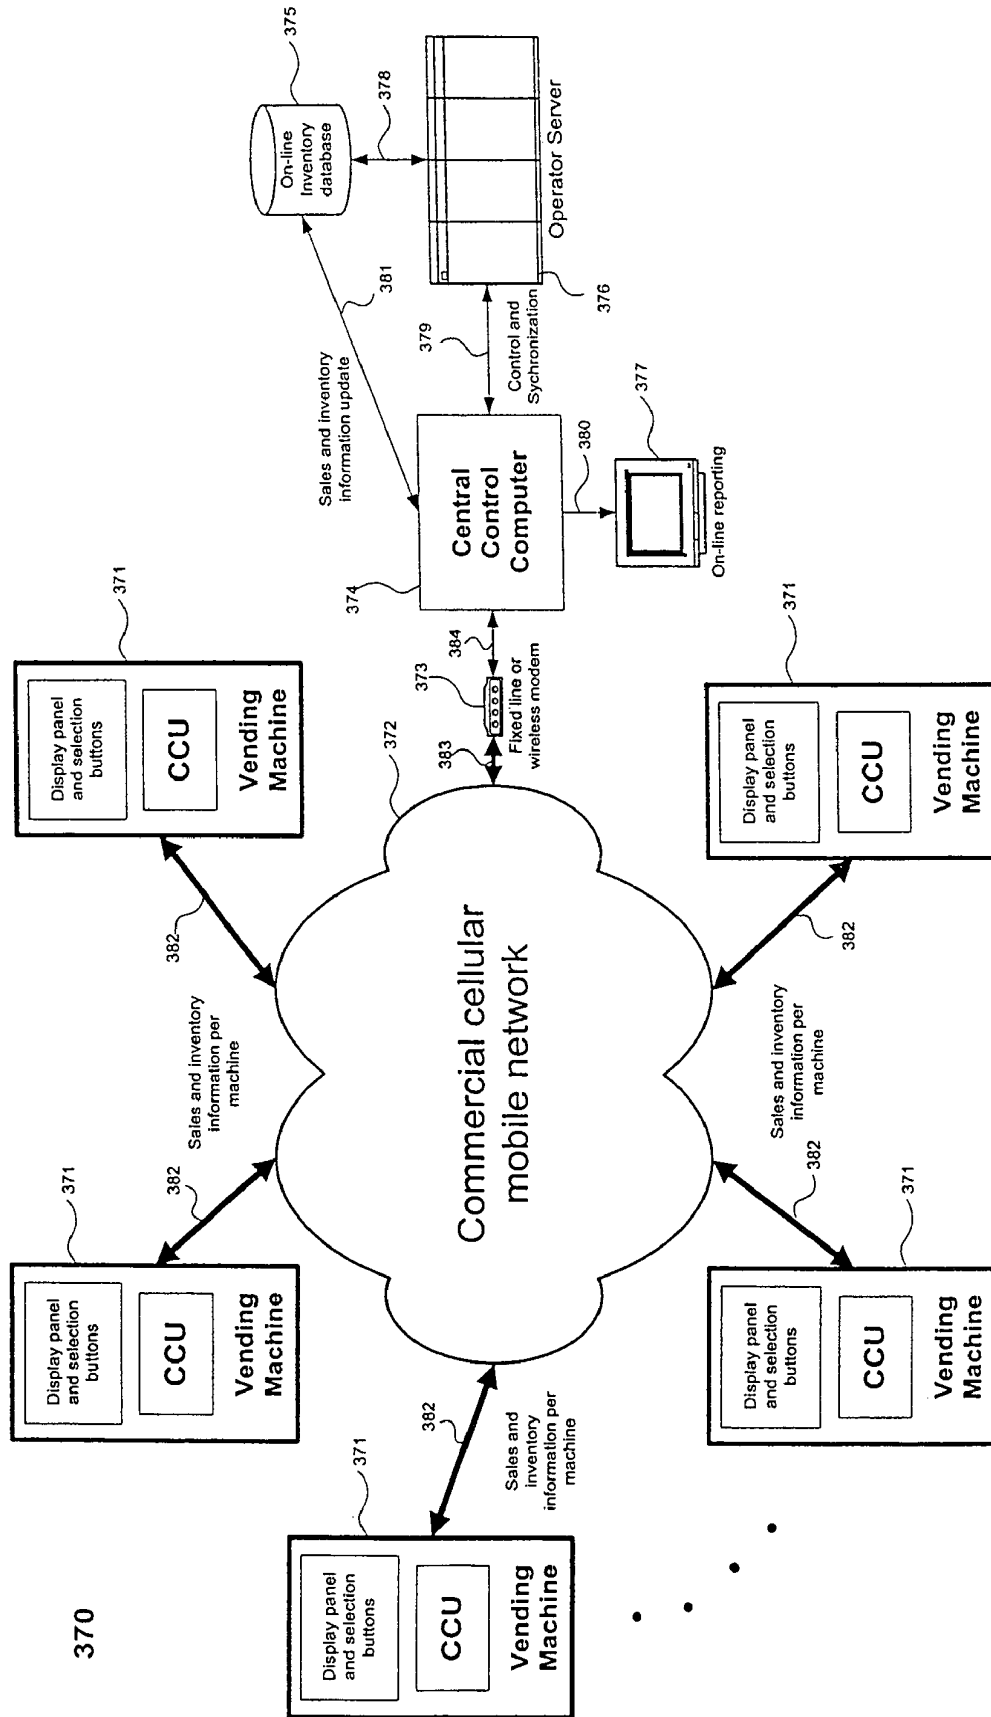 370
371
Display panel
and selection
buttons
CCU
Vending
Machine
382
Sales and
inventory
information per
machine
371
Display panel
and selection
buttons
CCU
Vending
Machine
382
Sales and inventory
information per
machine
371
Display panel
and selection
buttons
CCU
Vending
Machine
382
Commercial cellular
mobile network
372
371
Display panel
and selection
buttons
CCU
Vending
Machine
382
Sales and inventory
information per
machine
371
Display panel
and selection
buttons
CCU
Vending
Machine
382
383
373
Fixed line or
wireless modem
384
374
Central
Control
Computer
Sales and inventory
information update
381
375
On-line
Inventory
database
378
379
Control and
Sychronization
376
Operator Server
380
377
On-line reporting